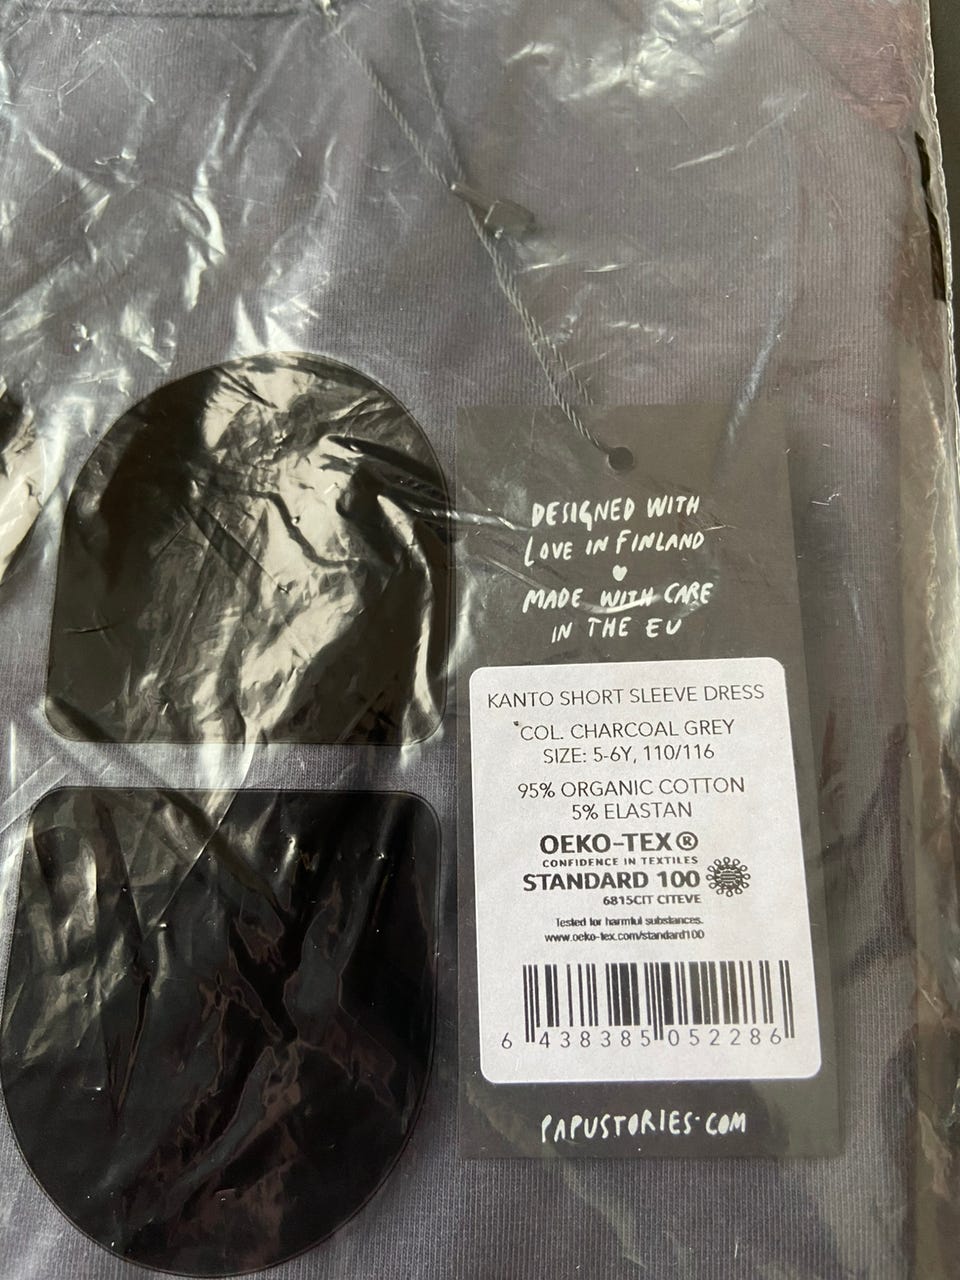 DESIGNED WITH
LOVE IN FINLAND
MADE WITH CARE
IN THE EU
KANTO SHORT SLEEVE DRESS
COL. CHARCOAL GREY
SIZE: 5-6Y, 110/116
95% ORGANIC COTTON
5% ELASTAN
OEKO-TEX®
CONFIDENCE IN TEXTILES
STANDARD 100
6815CIT CITEVE
Tested for harmful substances.
www.oeko-tex.com/standard100
6 438385 052286
PAPUSTORIES.COM